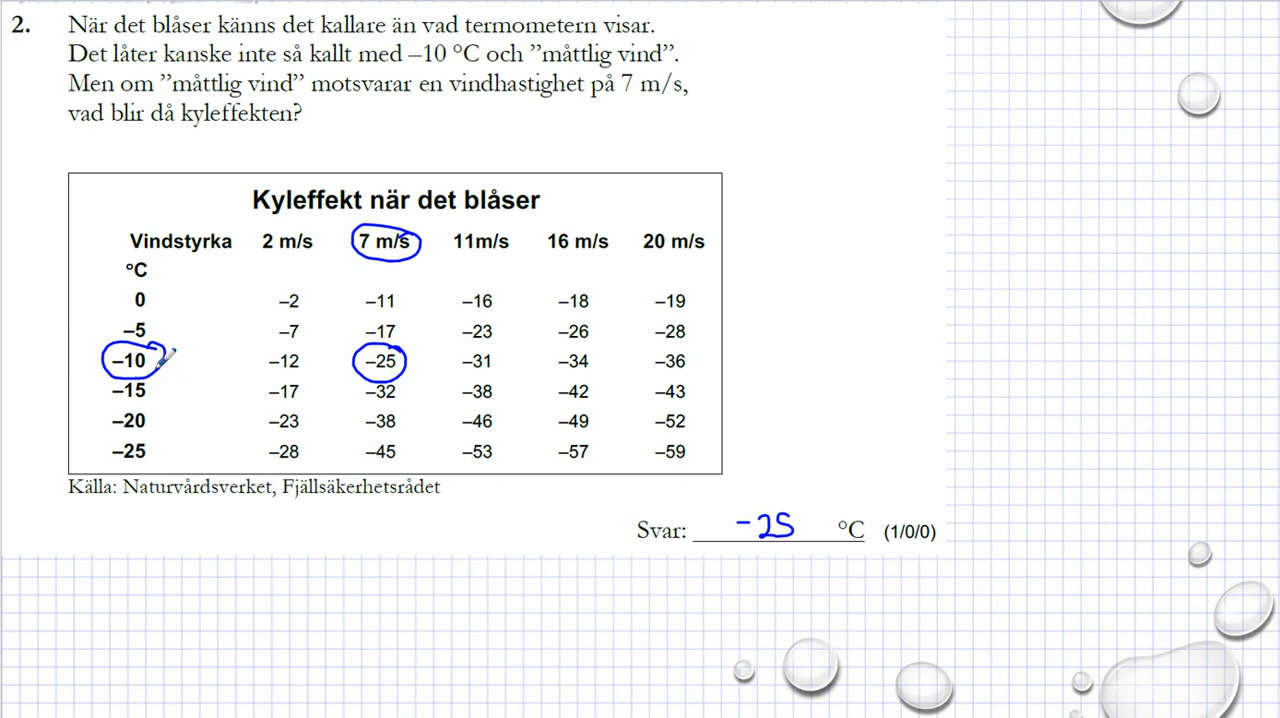 2. När det blåser känns det kallare än vad termometern visar.
Det låter kanske inte så kallt med –10 °C och ”måttlig vind”.
Men om ”måttlig vind” motsvarar en vindhastighet på 7 m/s,
vad blir då kyleffekten?
Kyleffekt när det blåser
Vindstyrka 2 m/s 7 m/s 11m/s 16 m/s 20 m/s
°C
0 –2 –11 –16 –18 –19
–5 –7 –17 –23 –26 –28
–10 –12 –25 –31 –34 –36
–15 –17 –32 –38 –42 –43
–20 –23 –38 –46 –49 –52
–25 –28 –45 –53 –57 –59
Källa: Naturvårdsverket, Fjällsäkerhetsrådet
Svar: -25 °C (1/0/0)